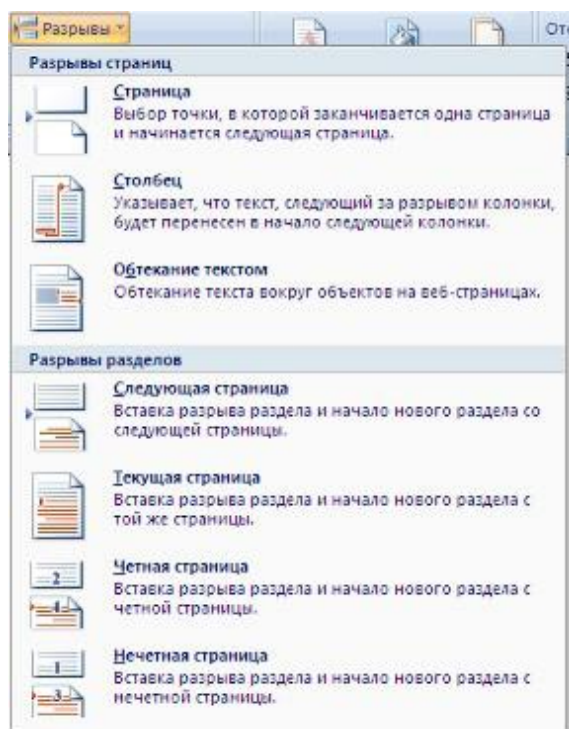 Разрывы
Разрывы страниц
Страница
Выбор точки, в которой заканчивается одна страница
и начинается следующая страница.
Столбец
Указывает, что текст, следующий за разрывом колонки,
будет перенесен в начало следующей колонки.
Обтекание текстом
Обтекание текста вокруг объектов на веб-страницах.
Разрывы разделов
Следующая страница
Вставка разрыва раздела и начало нового раздела со
следующей страницы.
Текущая страница
Вставка разрыва раздела и начало нового раздела с
той же страницы.
2
Четная страница
Вставка разрыва раздела и начало нового раздела с
4
четной страницы.
1
Нечетная страница
Вставка разрыва раздела и начало нового раздела с
3
нечетной страницы.